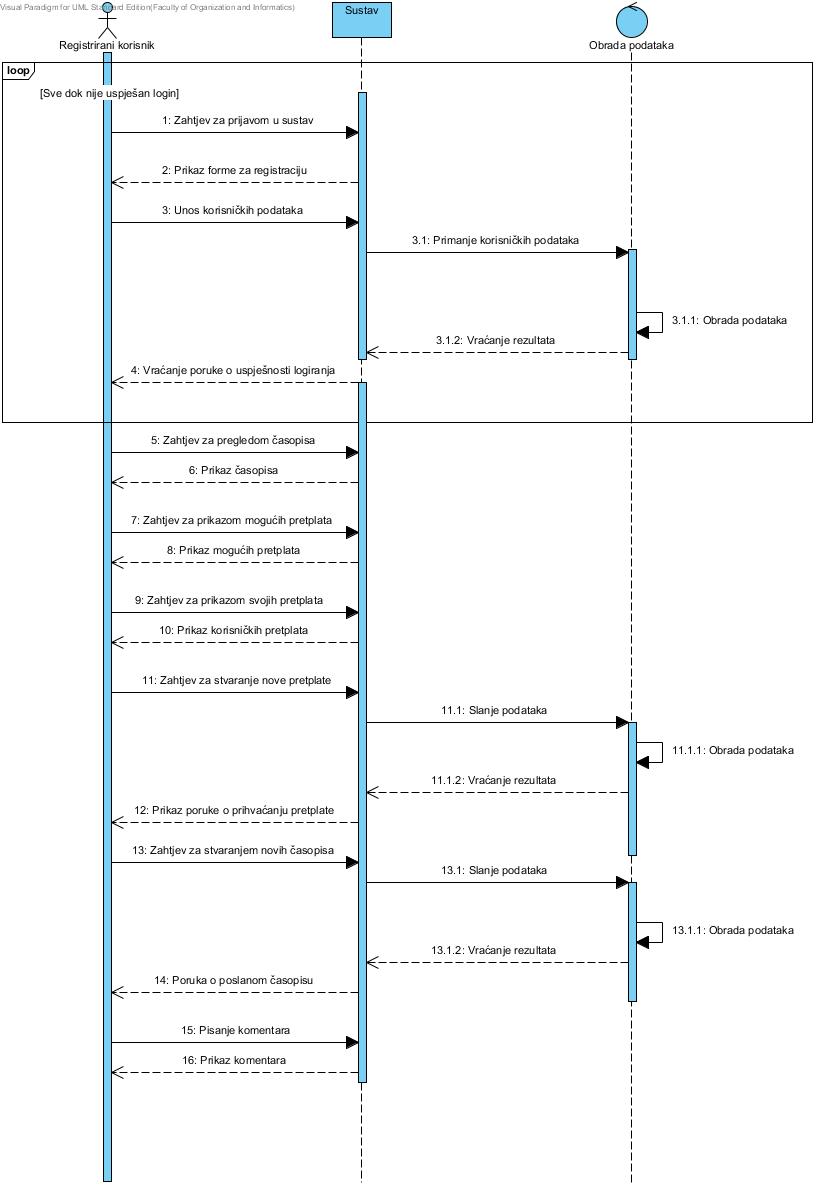 Visual Paradigm for UML Standard Edition(Faculty of Organization and Informatics)
Sustav
Registrirani korisnik
Obrada podataka
loop
[Sve dok nije uspješan login]
1: Zahtjev za prijavom u sustav
2: Prikaz forme za registraciju
3: Unos korisničkih podataka
3.1: Primanje korisničkih podataka
3.1.1: Obrada podataka
3.1.2: Vraćanje rezultata
4: Vraćanje poruke o uspješnosti logiranja
5: Zahtjev za pregledom časopisa
6: Prikaz časopisa
7: Zahtjev za prikazom mogućih pretplata
8: Prikaz mogućih pretplata
9: Zahtjev za prikazom svojih pretplata
10: Prikaz korisničkih pretplata
11: Zahtjev za stvaranje nove pretplate
11.1: Slanje podataka
11.1.1: Obrada podataka
11.1.2: Vraćanje rezultata
12: Prikaz poruke o prihvaćanju pretplate
13: Zahtjev za stvaranjem novih časopisa
13.1: Slanje podataka
13.1.1: Obrada podataka
13.1.2: Vraćanje rezultata
14: Poruka o poslanom časopisu
15: Pisanje komentara
16: Prikaz komentara